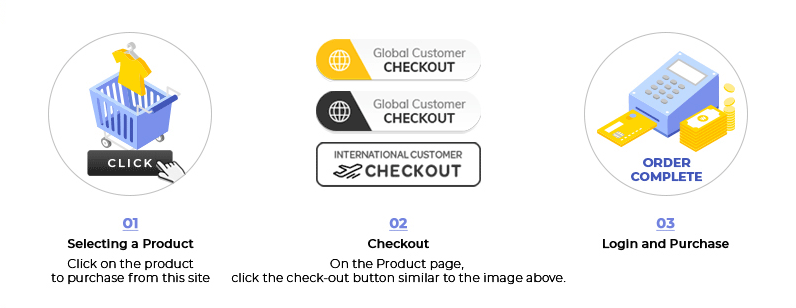 CLICK
01
Selecting a Product
Click on the product
to purchase from this site
Global Customer
CHECKOUT
Global Customer
CHECKOUT
INTERNATIONAL CUSTOMER
CHECKOUT
02
Checkout
On the Product page,
click the check-out button similar to the image above.
ORDER
COMPLETE
03
Login and Purchase